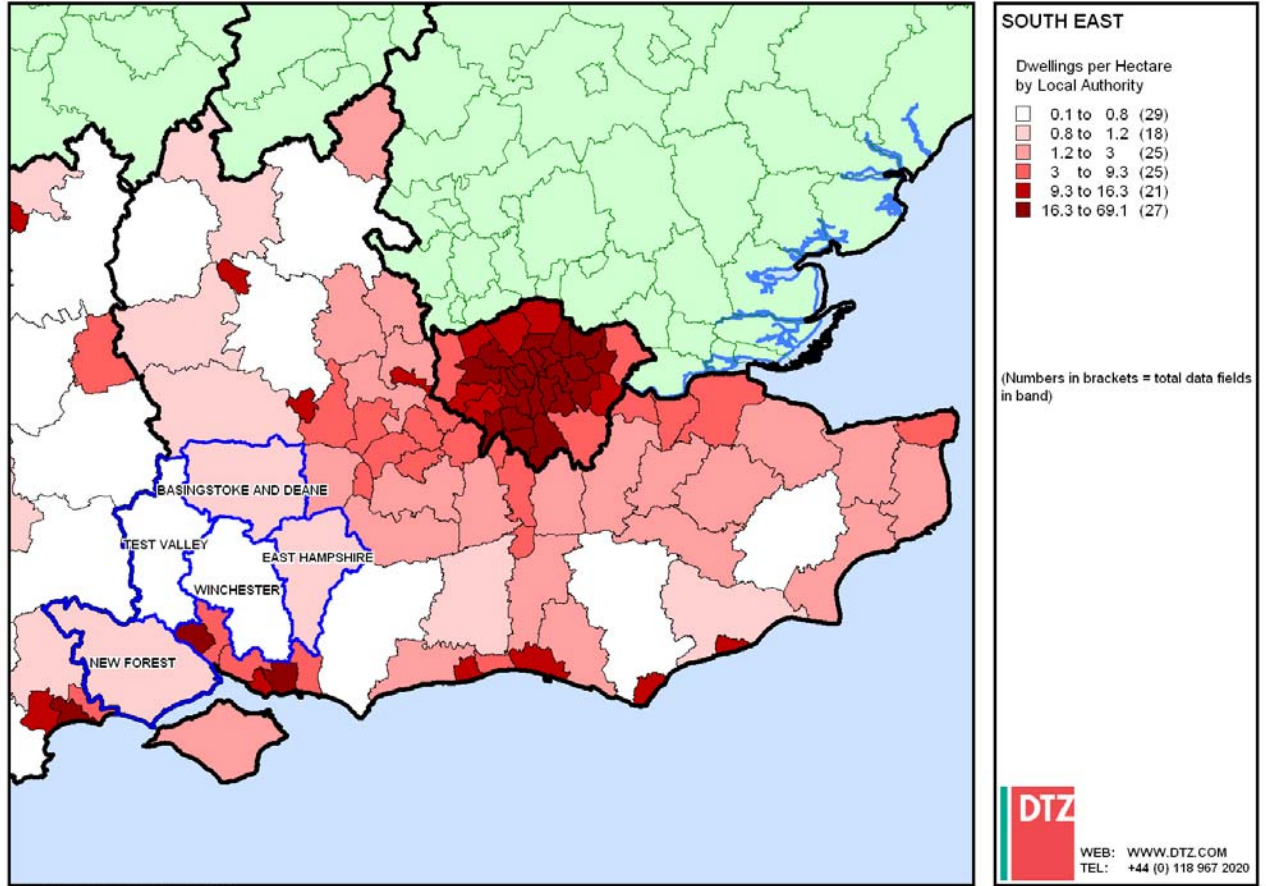 SOUTH EAST
Dwellings per Hectare
by Local Authority
0.1 to 0.8 (29)
0.8 to 1.2 (18)
1.2 to 3 (25)
3 to 9.3 (25)
9.3 to 16.3 (21)
16.3 to 69.1 (27)
(Numbers in brackets = total data fields
in band)
BASINGSTOKE AND DEANE
TEST VALLEY
EAST HAMPSHIRE
WINCHESTER
NEW FOREST
DTZ
WEB: WWW.DTZ.COM
TEL: +44 (0) 118 967 2020